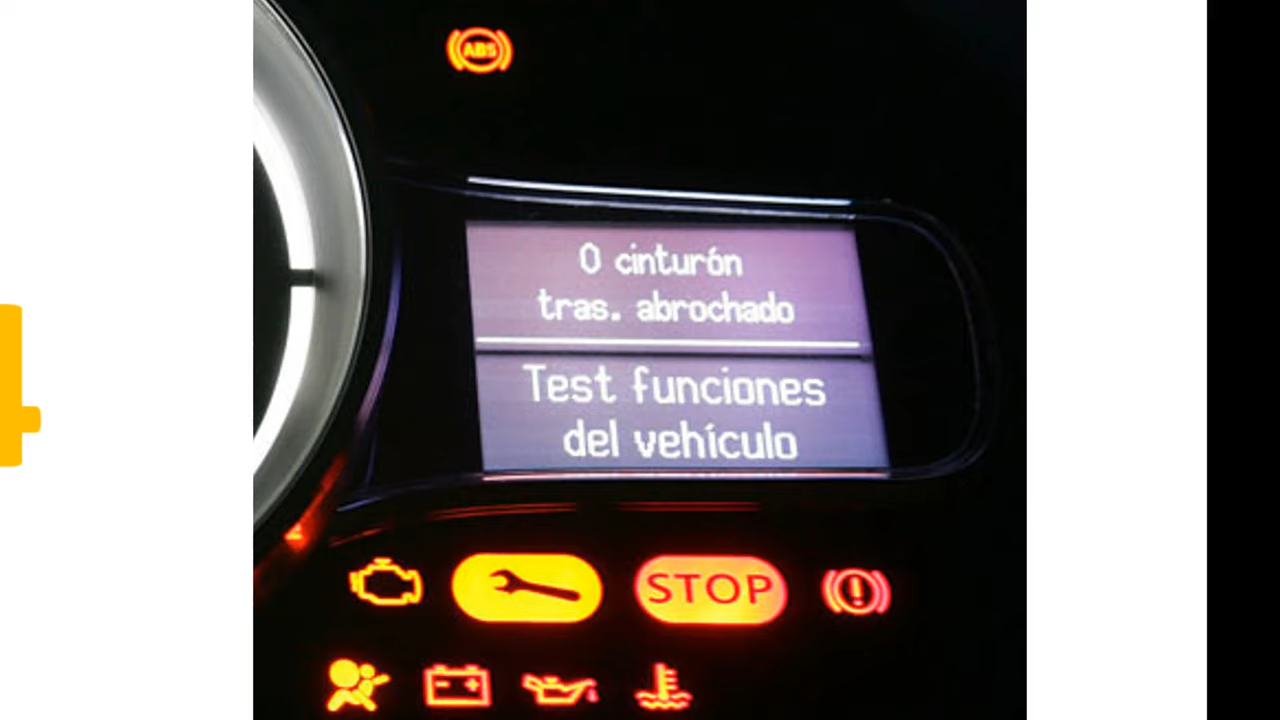 ABS
0 cinturón
tras. abrochado
Test funciones
del vehículo
STOP